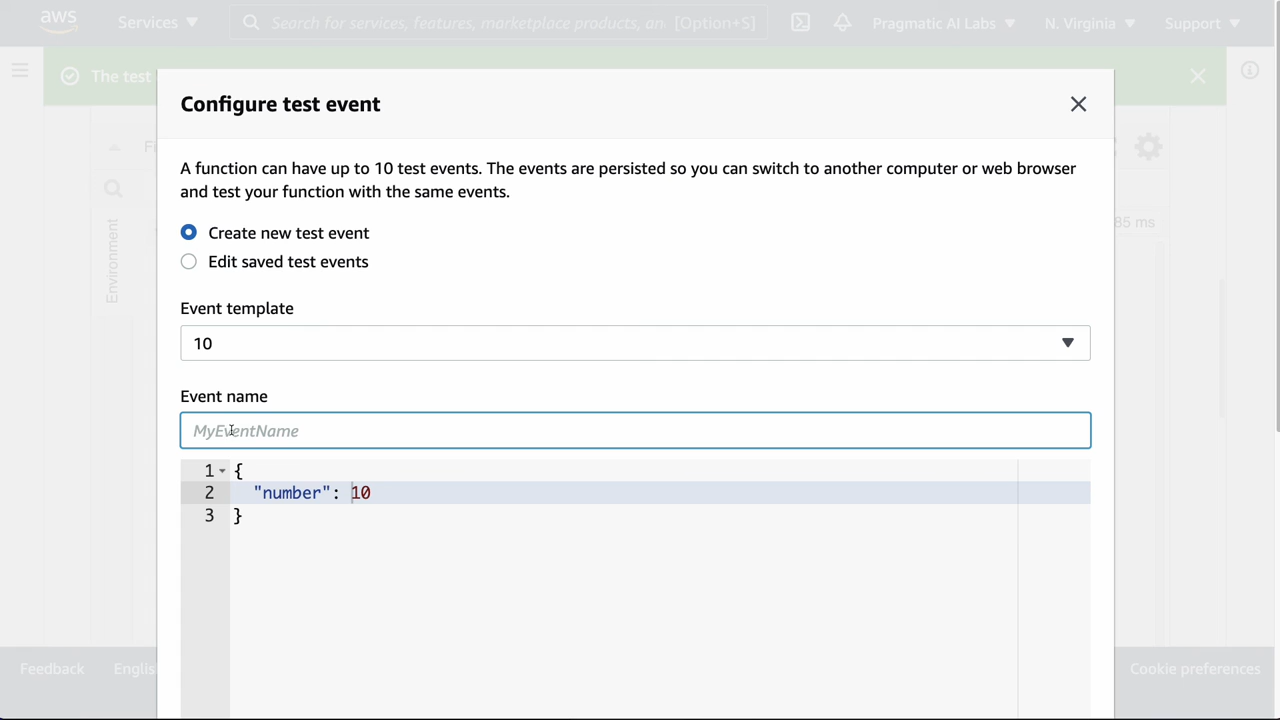 aws Services Search for services, features, marketplace products, an [Option+S] Pragmatic AI Labs N. Virginia Support
The test
Configure test event
A function can have up to 10 test events. The events are persisted so you can switch to another computer or web browser
and test your function with the same events.
Create new test event
85 ms
Environment
Edit saved test events
Event template
10
Event name
MyEventName
1 {
2 "number": 10
3 }
Feedback Cookie preferences